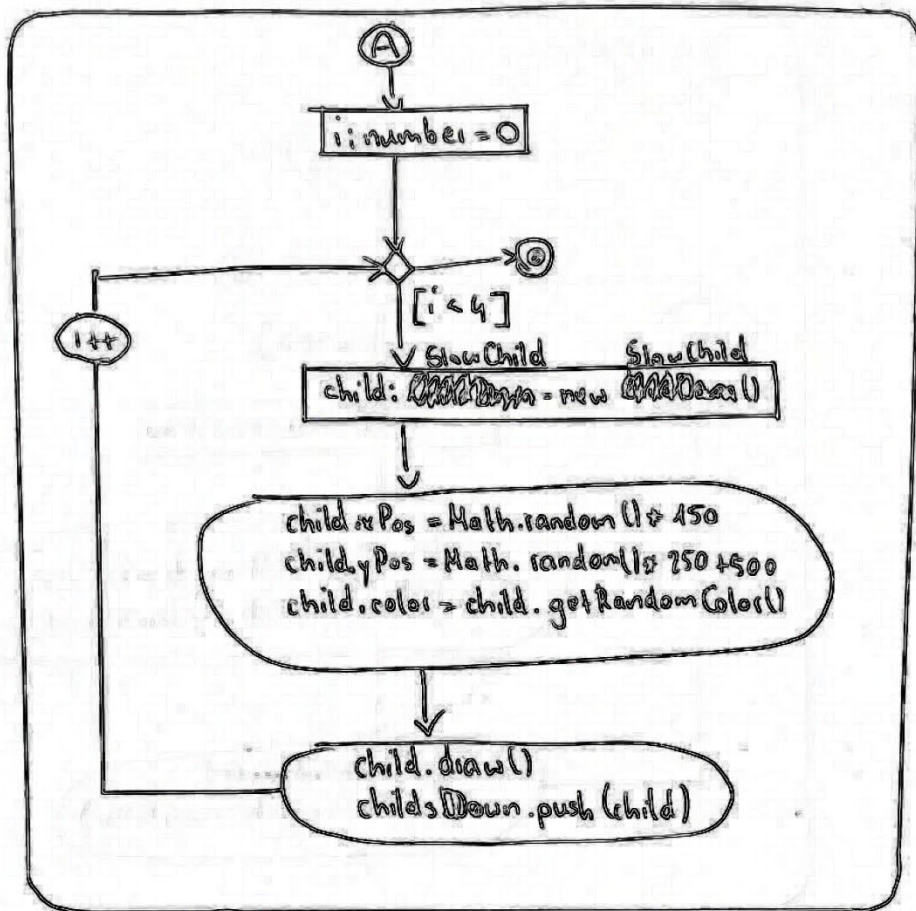 A
i: number = 0
[i < 4]
i++
SlowChild SlowChild
child: = new ()
child.xPos = Math.random() * 150
child.yPos = Math.random() * 250 + 500
child.color = child.getRandomColor()
child.draw()
childsDown.push(child)